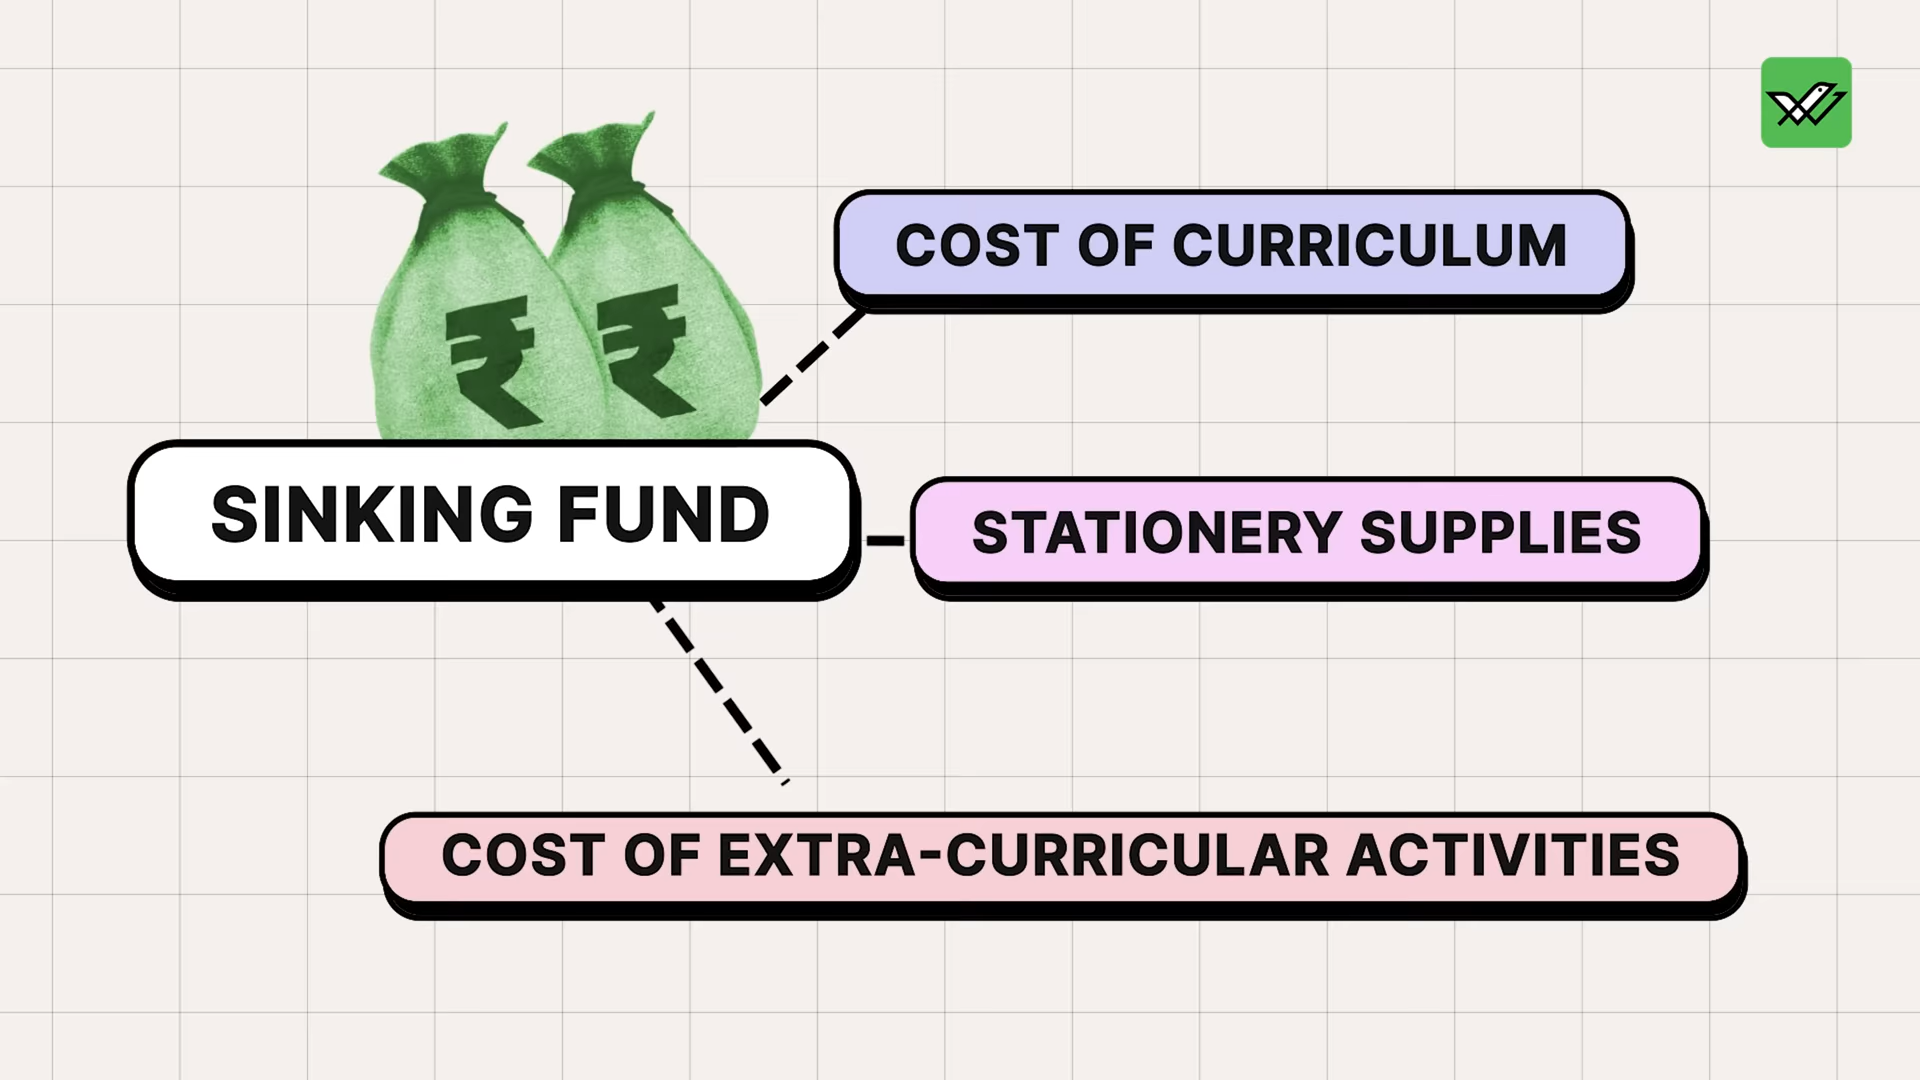 ₹ ₹
COST OF CURRICULUM
SINKING FUND
STATIONERY SUPPLIES
COST OF EXTRA-CURRICULAR ACTIVITIES